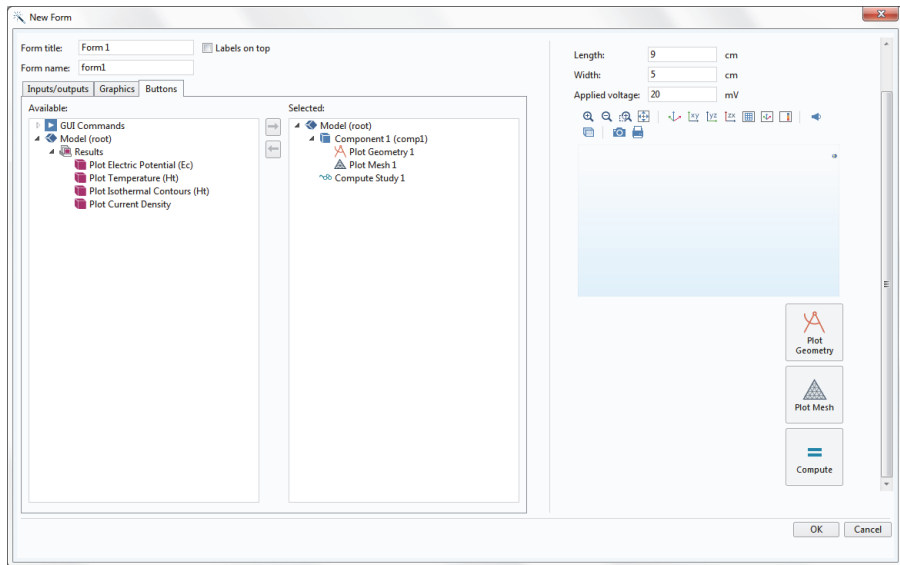 New Form
Form title: Form 1 Labels on top
Form name: form1
Inputs/outputs Graphics Buttons
Available:
GUI Commands
Model (root)
Results
Plot Electric Potential (Ec)
Plot Temperature (Ht)
Plot Isothermal Contours (Ht)
Plot Current Density
Selected:
Model (root)
Component 1 (comp1)
Plot Geometry 1
Plot Mesh 1
Compute Study 1
Length: 9 cm
Width: 5 cm
Applied voltage: 20 mV
xy yz zx
Plot
Geometry
Plot Mesh
Compute
OK Cancel